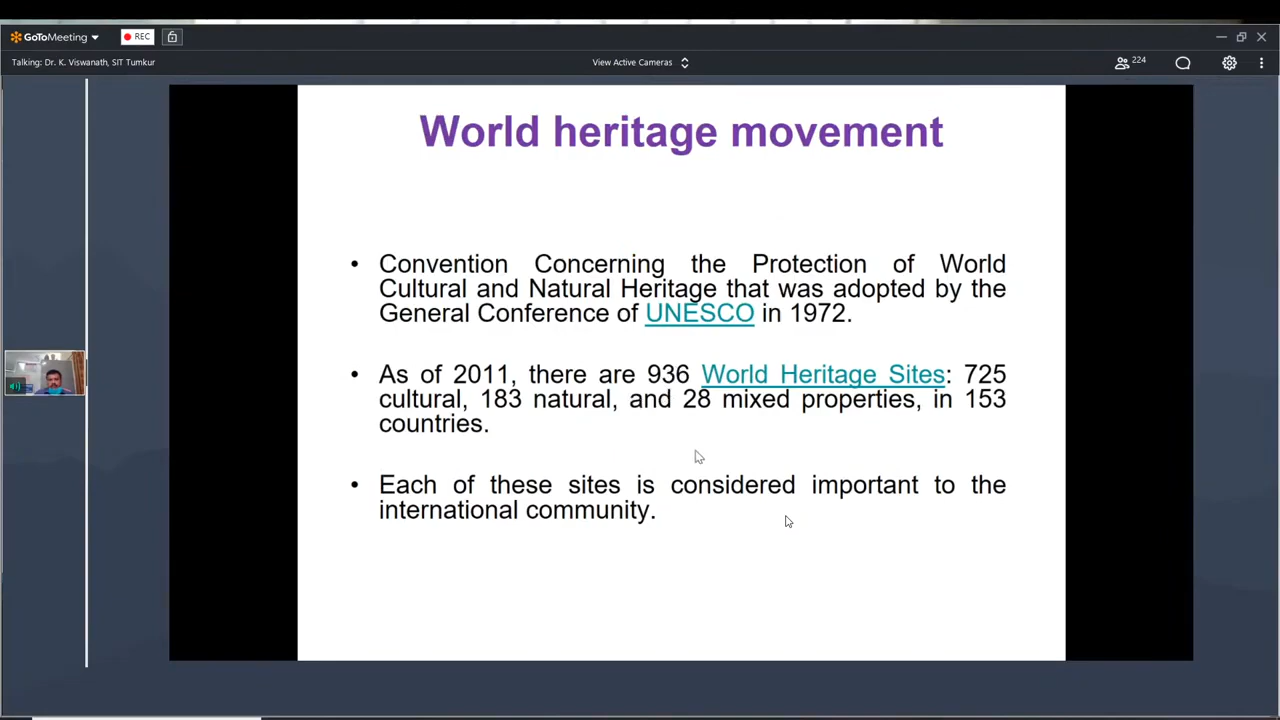 GoToMeeting
REC
Talking: Dr. K. Viswanath, SIT Tumkur
View Active Cameras
224
World heritage movement
• Convention Concerning the Protection of World
Cultural and Natural Heritage that was adopted by the
General Conference of UNESCO in 1972.
• As of 2011, there are 936 World Heritage Sites: 725
cultural, 183 natural, and 28 mixed properties, in 153
countries.
• Each of these sites is considered important to the
international community.